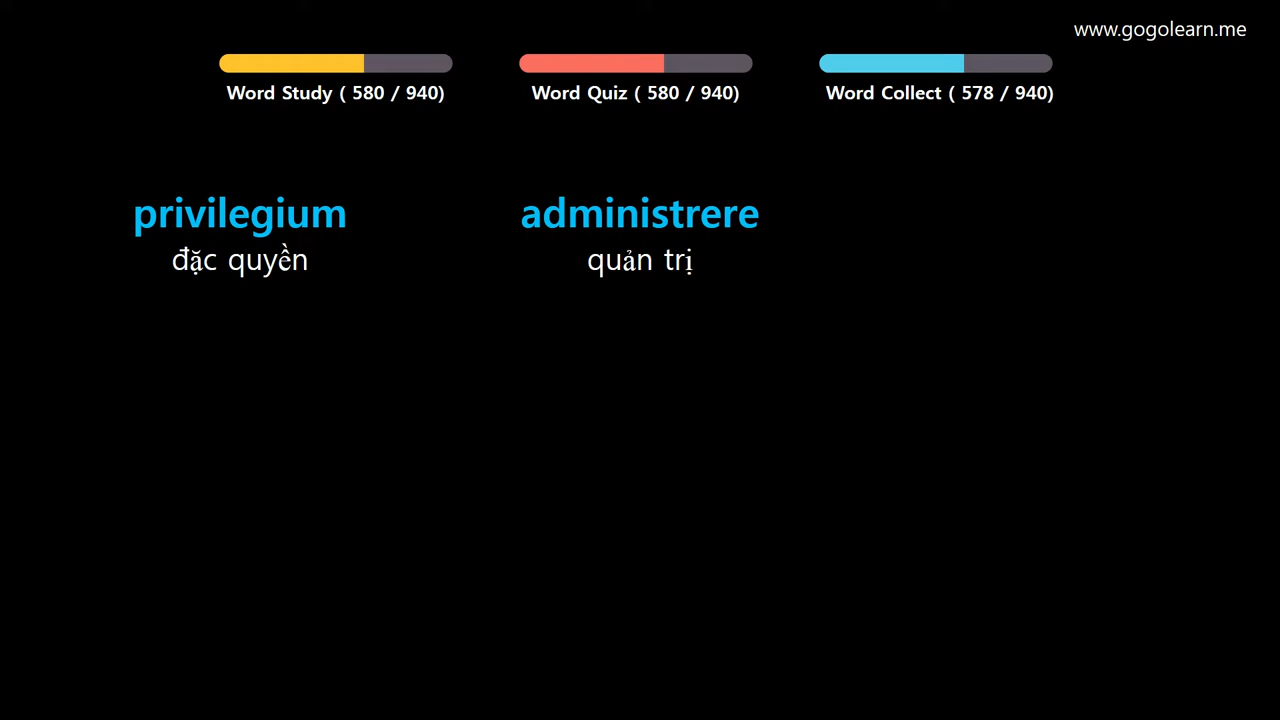 www.gogolearn.me
Word Study ( 580 / 940)
Word Quiz ( 580 / 940)
Word Collect ( 578 / 940)
privilegium
đặc quyền
administrere
quản trị